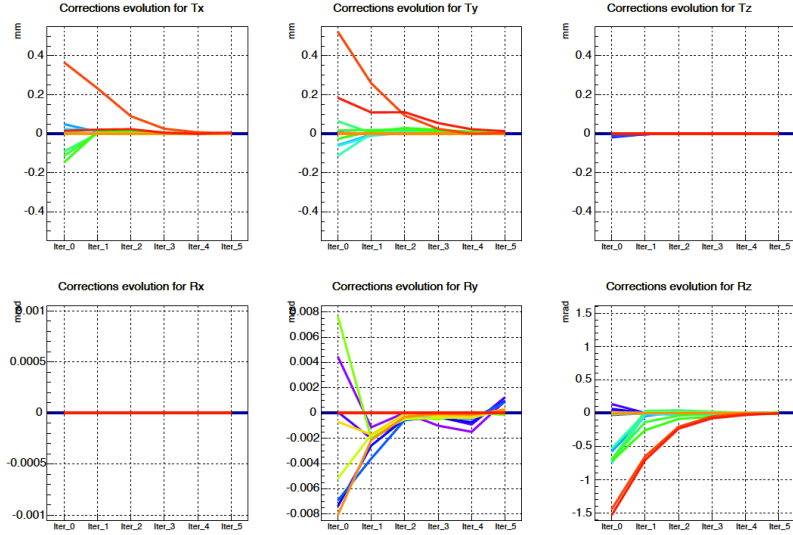 Corrections evolution for Tx
mm
0.4
0.2
0
-0.2
-0.4
Iter_0 Iter_1 Iter_2 Iter_3 Iter_4 Iter_5
Corrections evolution for Ty
mm
0.4
0.2
0
-0.2
-0.4
Iter_0 Iter_1 Iter_2 Iter_3 Iter_4 Iter_5
Corrections evolution for Tz
mm
0.4
0.2
0
-0.2
-0.4
Iter_0 Iter_1 Iter_2 Iter_3 Iter_4 Iter_5
Corrections evolution for Rx
mrad
0.001
0.0005
0
-0.0005
-0.001
Iter_0 Iter_1 Iter_2 Iter_3 Iter_4 Iter_5
Corrections evolution for Ry
mrad
0.008
0.006
0.004
0.002
0
-0.002
-0.004
-0.006
-0.008
Iter_0 Iter_1 Iter_2 Iter_3 Iter_4 Iter_5
Corrections evolution for Rz
mrad
1.5
1
0.5
0
-0.5
-1
-1.5
Iter_0 Iter_1 Iter_2 Iter_3 Iter_4 Iter_5